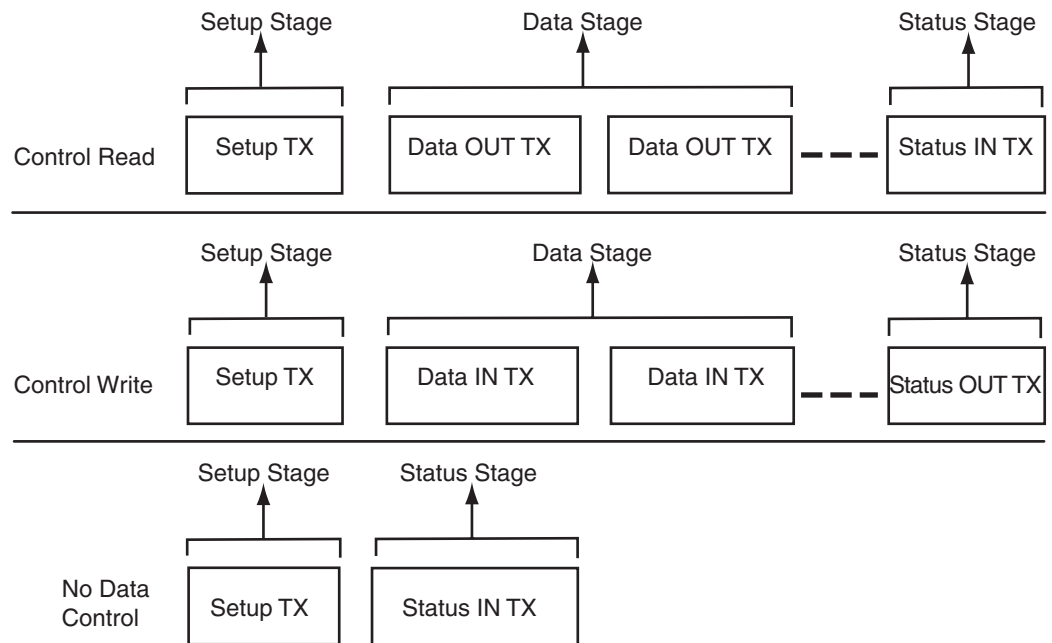 Setup Stage Data Stage Status Stage
Control Read Setup TX Data OUT TX Data OUT TX Status IN TX
Setup Stage Data Stage Status Stage
Control Write Setup TX Data IN TX Data IN TX Status OUT TX
Setup Stage Status Stage
No Data
Control
Setup TX Status IN TX